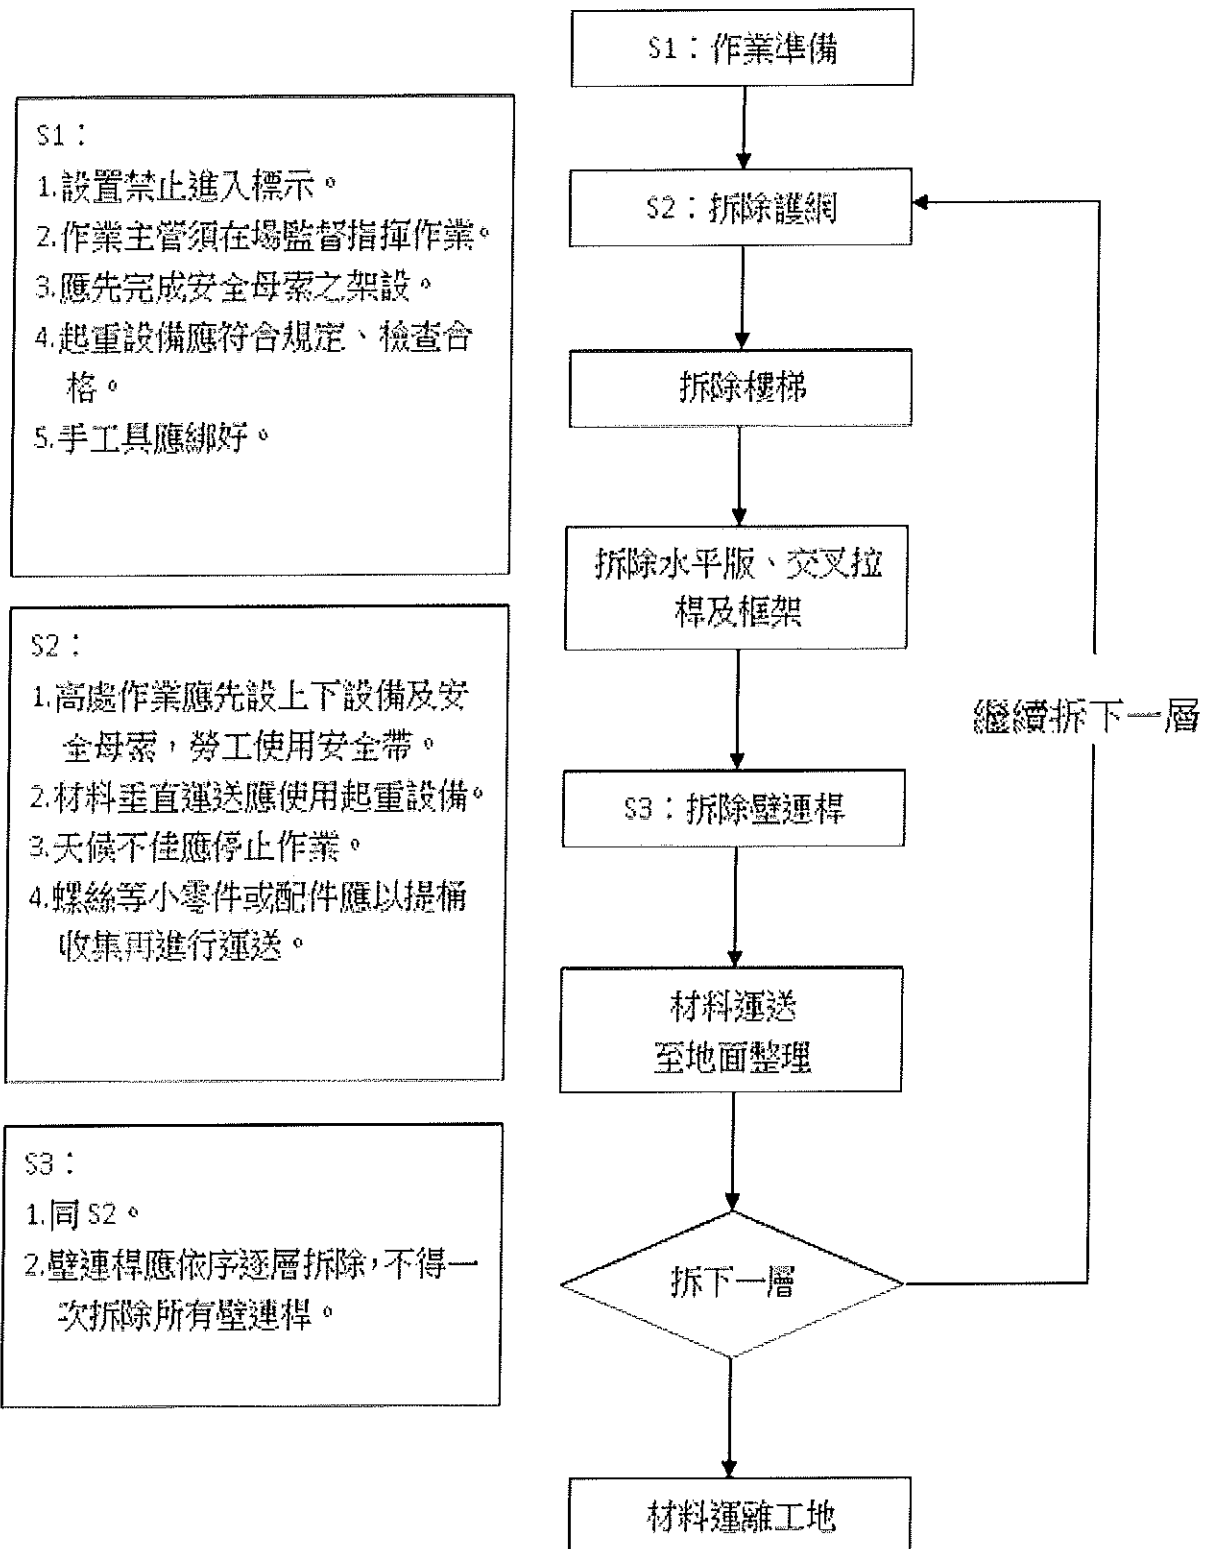 S1：作業準備
S1：
1.設置禁止進入標示。
2.作業主管須在場監督指揮作業。
3.應先完成安全母索之架設。
4.起重設備應符合規定、檢查合
格。
5.手工具應綁好。
S2：
1.高處作業應先設上下設備及安
全母索，勞工使用安全帶。
2.材料垂直運送應使用起重設備。
3.天候不佳應停止作業。
4.螺絲等小零件或配件應以提桶
收集再進行運送。
S3：
1.同S2。
2.壁連桿應依序逐層拆除，不得一
次拆除所有壁連桿。
S2：拆除護網
拆除樓梯
拆除水平版、交叉拉
桿及框架
S3：拆除壁連桿
材料運送
至地面整理
拆下一層
繼續拆下一層
材料運離工地